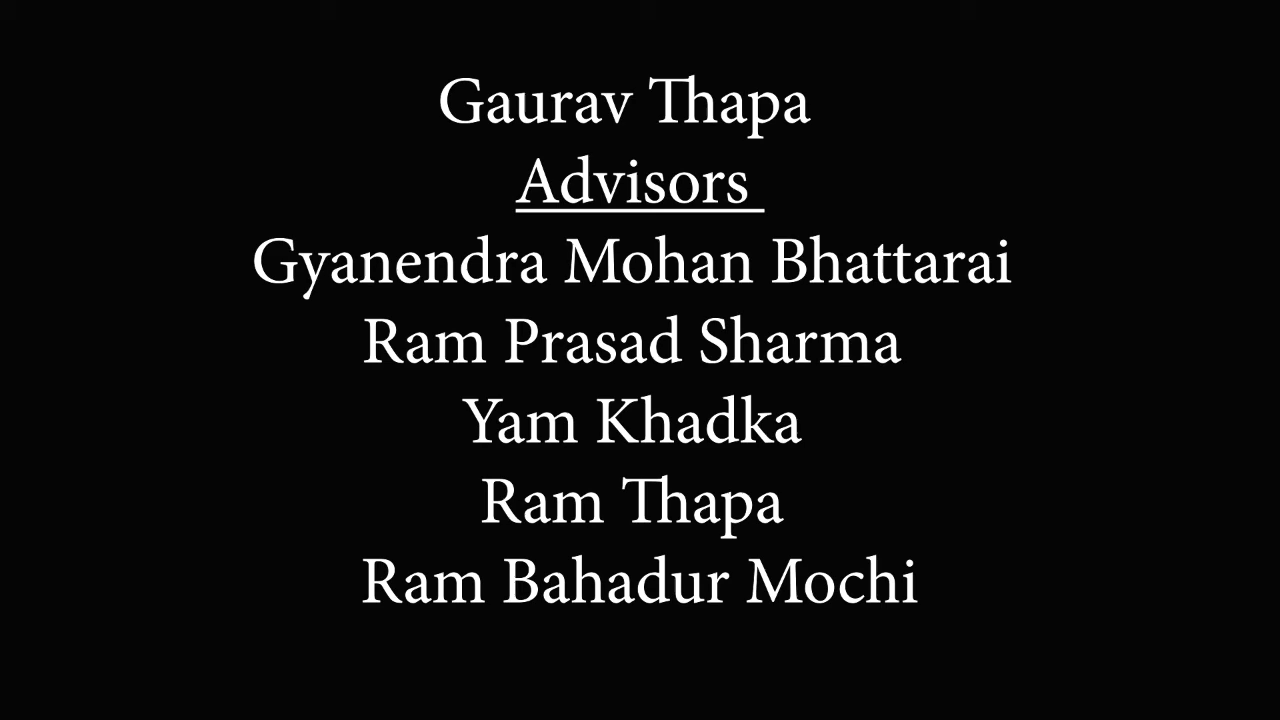 Gaurav Thapa
Advisors
Gyanendra Mohan Bhattarai
Ram Prasad Sharma
Yam Khadka
Ram Thapa
Ram Bahadur Mochi